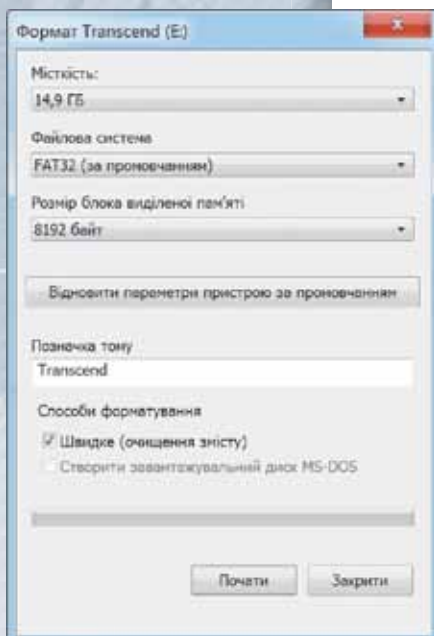 Формат Transcend (E:)
Місткість:
14,9 ГБ
Файлова система
FAT32 (за промовчанням)
Розмір блока виділеної пам'яті
8192 байт
Відновити параметри пристрою за промовчанням
Позначка тому
Transcend
Способи форматування
Швидке (очищення змісту)
Створити завантажувальний диск MS-DOS
Почати
Закрити